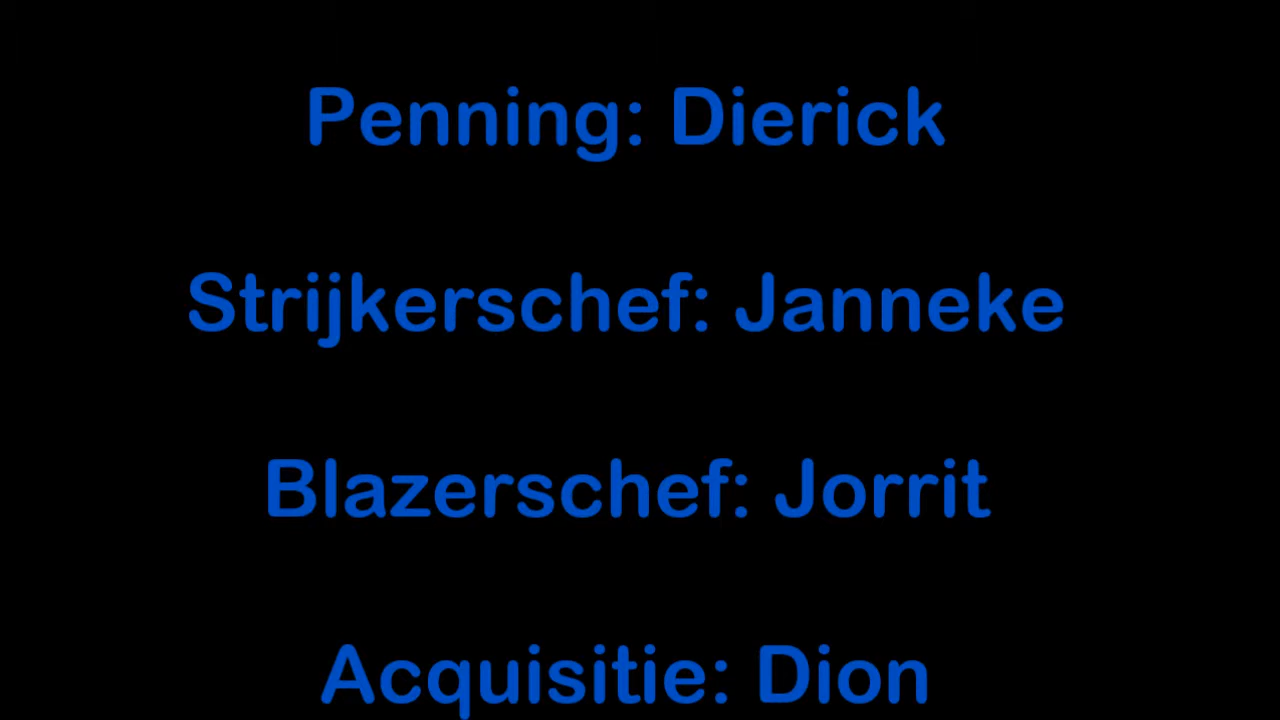 Penning: Dierick
Strijkerschef: Janneke
Blazerschef: Jorrit
Acquisitie: Dion